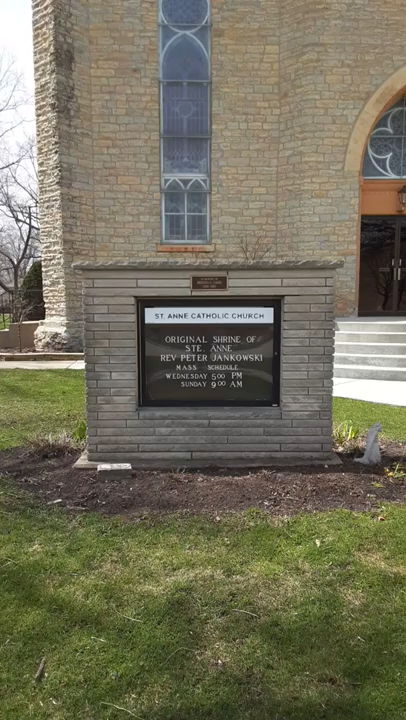 ST. ANNE CATHOLIC CHURCH
ORIGINAL SHRINE OF
STE. ANNE
REV PETER JANKOWSKI
MASS SCHEDULE
WEDNESDAY 5:00 PM
SUNDAY 9:00 AM